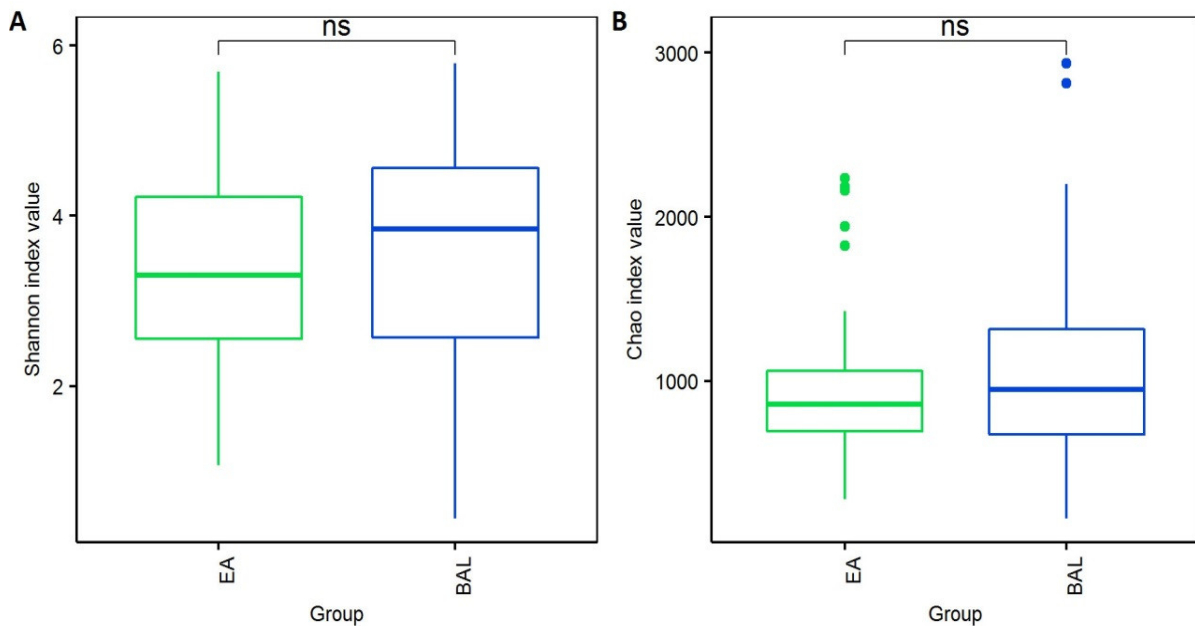 A
ns
6
4
2
Shannon index value
EA
BAL
Group
B
ns
3000
2000
1000
Chao index value
EA
BAL
Group